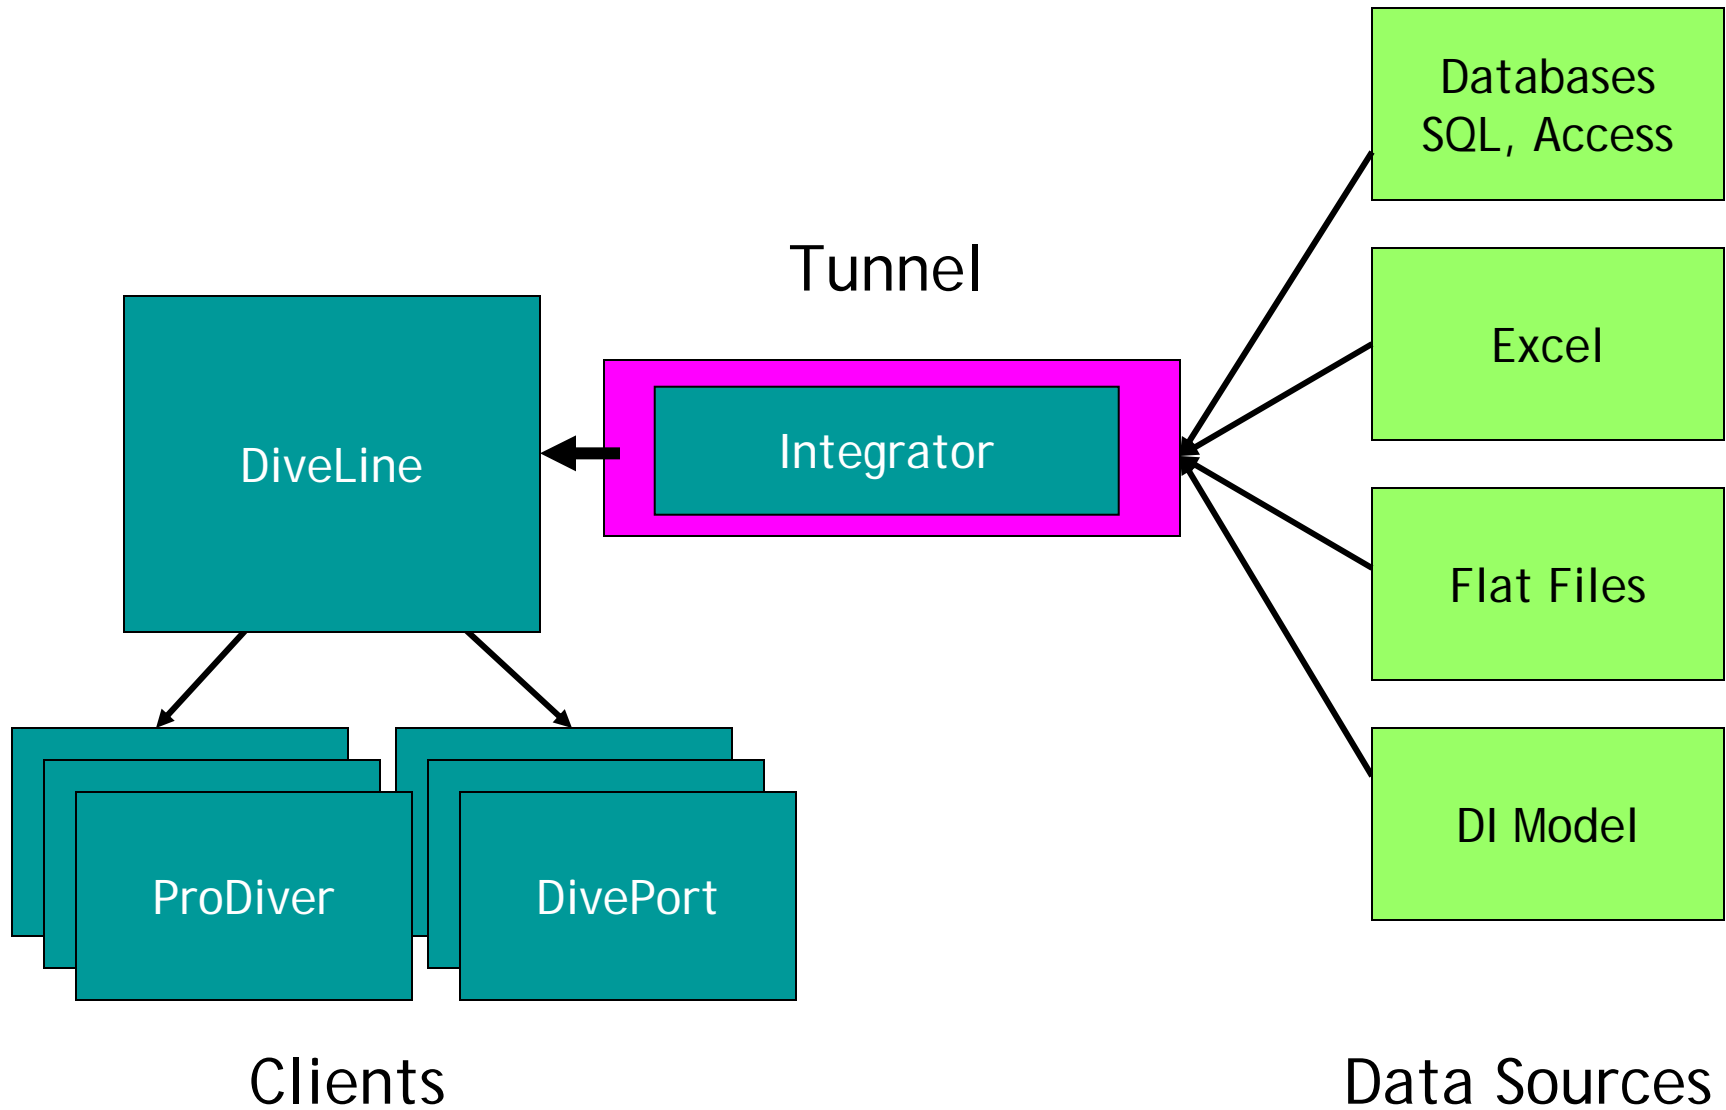 Databases
SQL, Access
Tunnel
Excel
DiveLine
Integrator
Flat Files
DI Model
ProDiver
DivePort
Clients
Data Sources